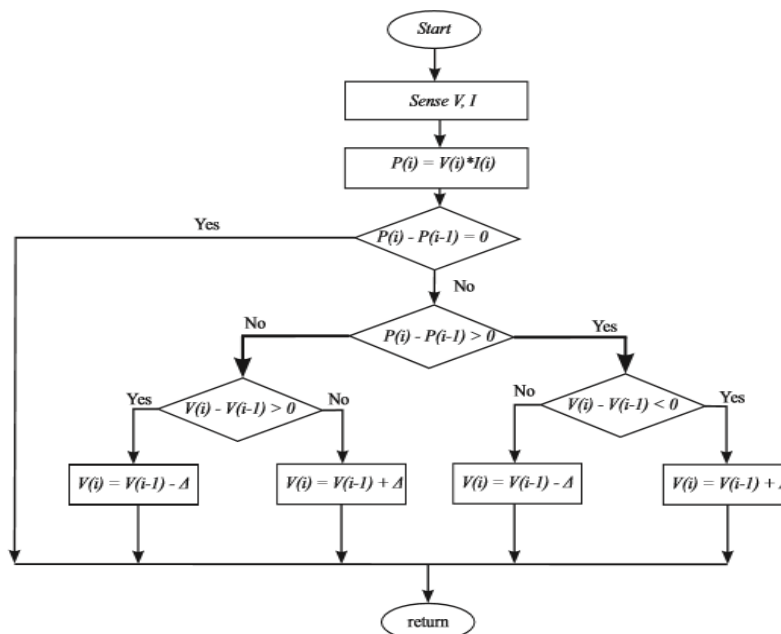 Start
Sense V, I
P(i) = V(i)*I(i)
Yes
P(i) - P(i-1) = 0
No
No
P(i) - P(i-1) > 0
Yes
Yes
V(i) - V(i-1) > 0
No
No
V(i) - V(i-1) < 0
Yes
V(i) = V(i-1) - Δ
V(i) = V(i-1) + Δ
V(i) = V(i-1) - Δ
V(i) = V(i-1) + Δ
return